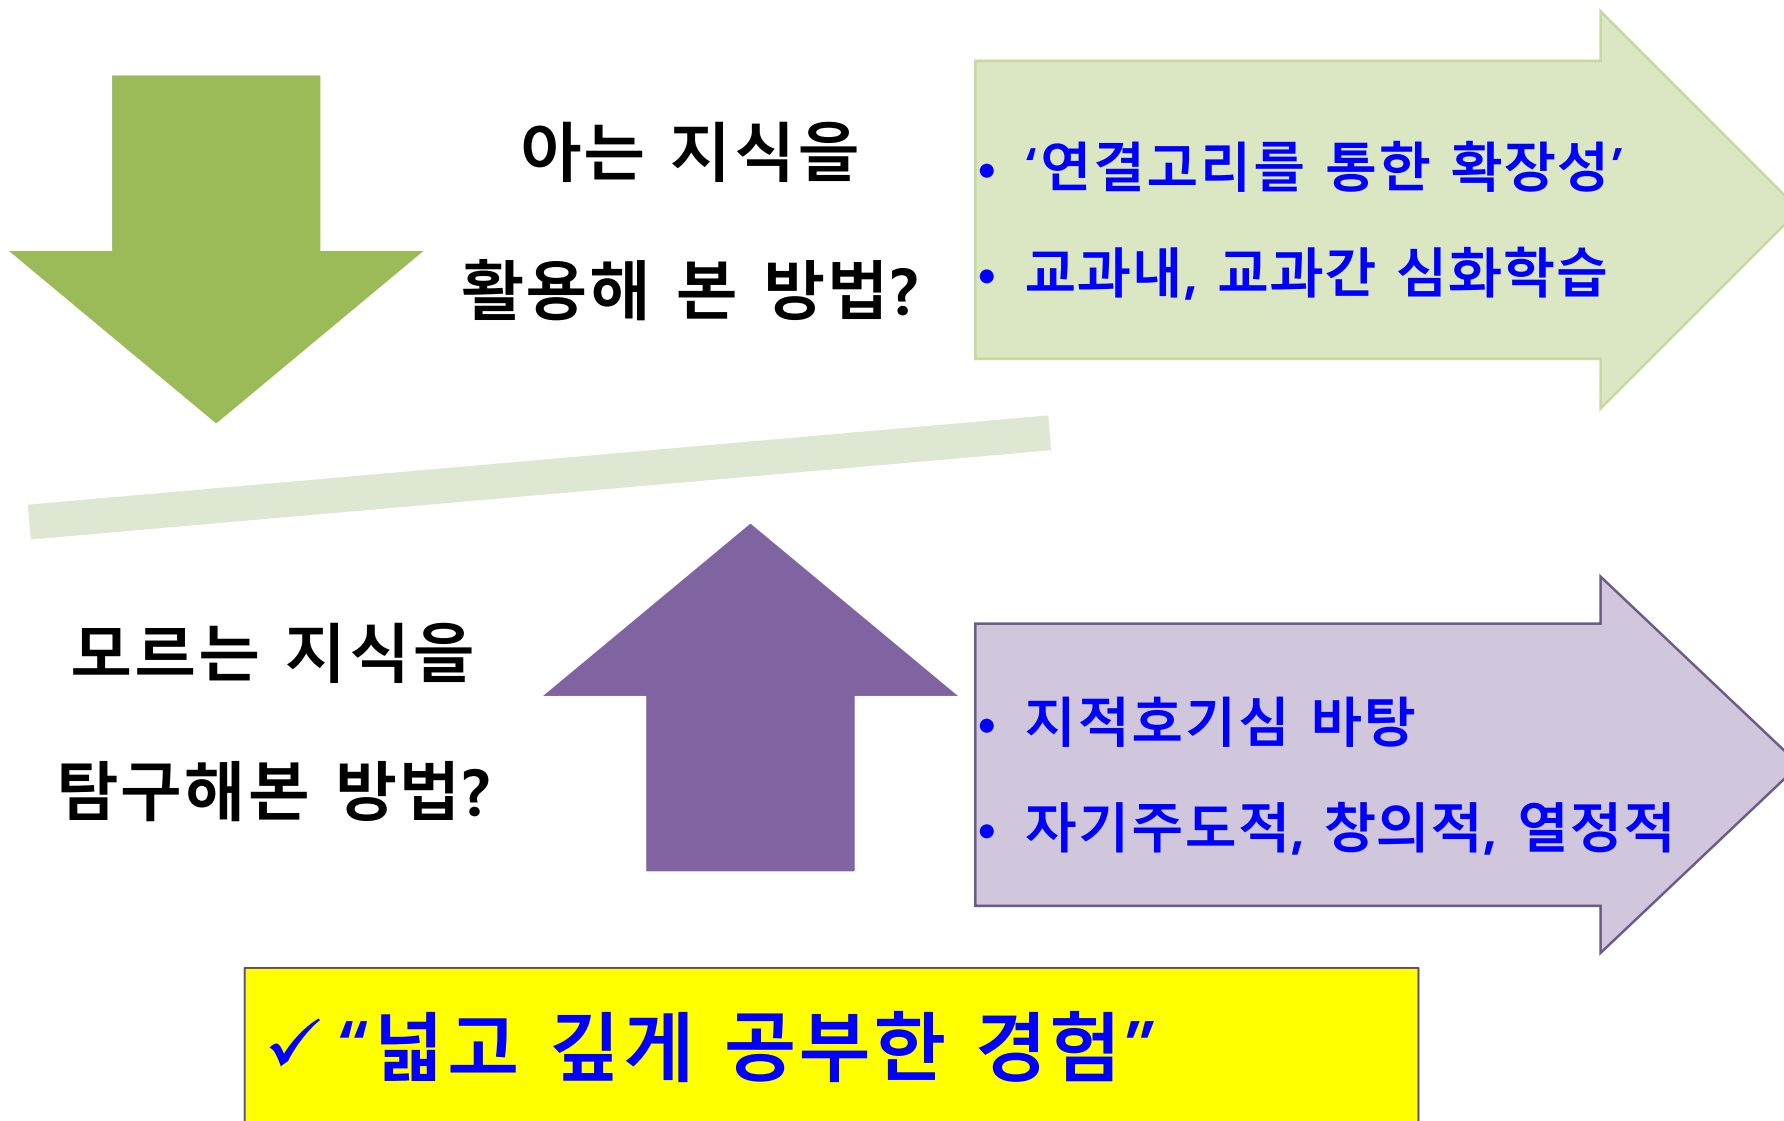 아는 지식을
활용해 본 방법?
• ‘연결고리를 통한 확장성’
• 교과내, 교과간 심화학습
모르는 지식을
탐구해본 방법?
• 지적호기심 바탕
• 자기주도적, 창의적, 열정적
✓ “넓고 깊게 공부한 경험”